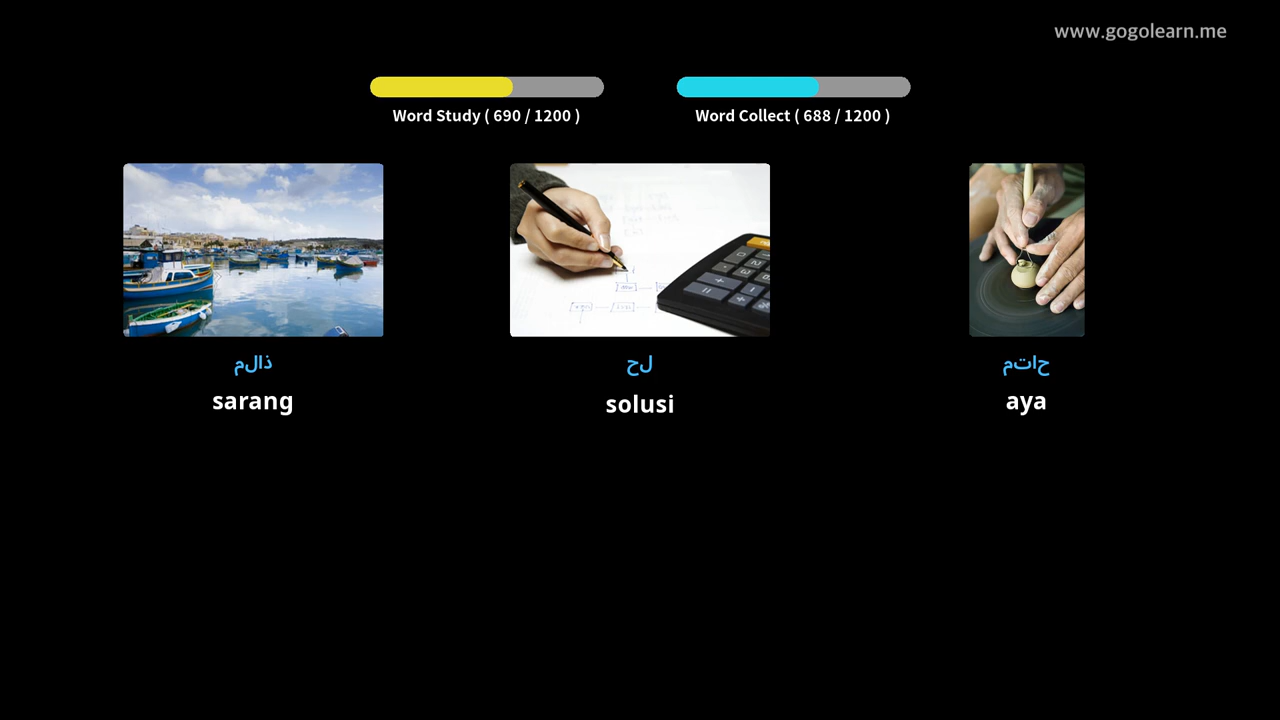 www.gogolearn.me
Word Study ( 690 / 1200 )
Word Collect ( 688 / 1200 )
ذالم
sarang
لح
solusi
حاتم
aya